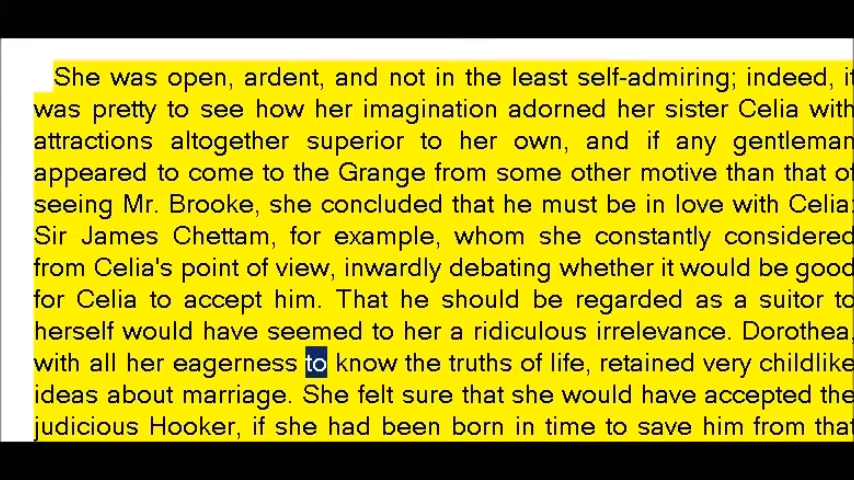 She was open, ardent, and not in the least self-admiring; indeed, it
was pretty to see how her imagination adorned her sister Celia with
attractions altogether superior to her own, and if any gentleman
appeared to come to the Grange from some other motive than that of
seeing Mr. Brooke, she concluded that he must be in love with Celia:
Sir James Chettam, for example, whom she constantly considered
from Celia's point of view, inwardly debating whether it would be good
for Celia to accept him. That he should be regarded as a suitor to
herself would have seemed to her a ridiculous irrelevance. Dorothea,
with all her eagerness to know the truths of life, retained very childlike
ideas about marriage. She felt sure that she would have accepted the
judicious Hooker, if she had been born in time to save him from that